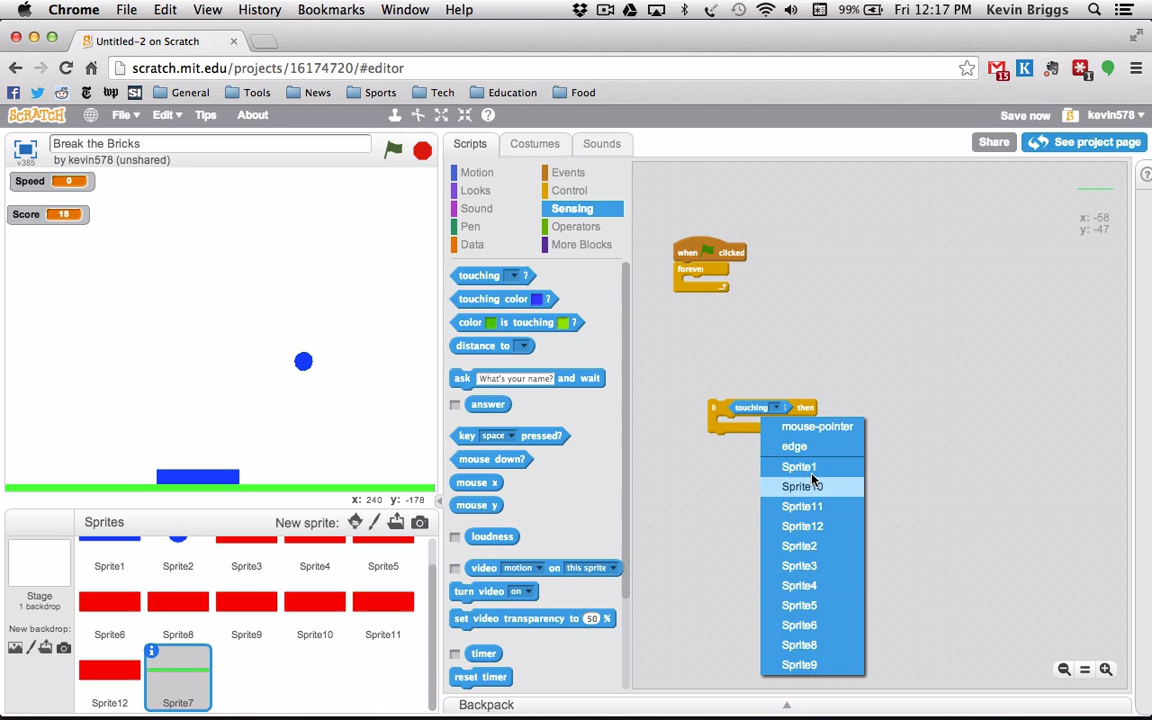 Chrome File Edit View History Bookmarks Window Help 99% Fri 12:17 PM Kevin Briggs
Untitled-2 on Scratch
scratch.mit.edu/projects/16174720/#editor
15
1
General Tools News Sports Tech Education Food
SCRATCH File Edit Tips About Save now kevin578
Break the Bricks
by kevin578 (unshared)
v385
Scripts Costumes Sounds
Share See project page
Speed 0
Score 18
Motion Events
Looks Control
Sound Sensing
Pen Operators
Data More Blocks
touching ?
touching color ?
color is touching ?
distance to
ask What's your name? and wait
answer
key space pressed?
mouse down?
mouse x
mouse y
loudness
video motion on this sprite
turn video on
set video transparency to 50 %
timer
reset timer
when clicked
forever
x: -58
y: -47
if touching ? then
mouse-pointer
edge
Sprite1
Sprite10
Sprite11
Sprite12
Sprite2
Sprite3
Sprite4
Sprite5
Sprite6
Sprite8
Sprite9
x: 240 y: -178
Sprites New sprite:
Stage
1 backdrop
New backdrop:
Sprite1 Sprite2 Sprite3 Sprite4 Sprite5
Sprite6 Sprite8 Sprite9 Sprite10 Sprite11
Sprite12 Sprite7
Backpack